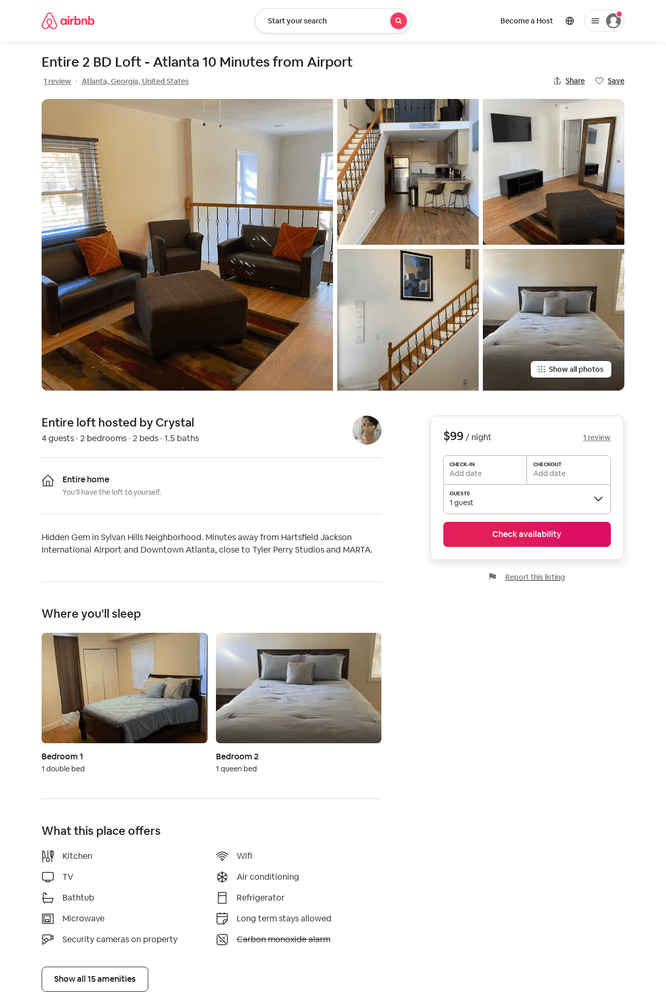 airbnb
Start your search
Become a Host
Entire 2 BD Loft - Atlanta 10 Minutes from Airport
1 review · Atlanta, Georgia, United States
Share
Save
Show all photos
Entire loft hosted by Crystal
4 guests · 2 bedrooms · 2 beds · 1.5 baths
Entire home
You’ll have the loft to yourself.
Hidden Gem in Sylvan Hills Neighborhood. Minutes away from Hartsfield Jackson
International Airport and Downtown Atlanta, close to Tyler Perry Studios and MARTA.
$99 / night
1 review
CHECK-IN
Add date
CHECKOUT
Add date
GUESTS
1 guest
Check availability
Report this listing
Where you'll sleep
Bedroom 1
1 double bed
Bedroom 2
1 queen bed
What this place offers
Kitchen
Wifi
TV
Air conditioning
Bathtub
Refrigerator
Microwave
Long term stays allowed
Security cameras on property
Carbon monoxide alarm
Show all 15 amenities